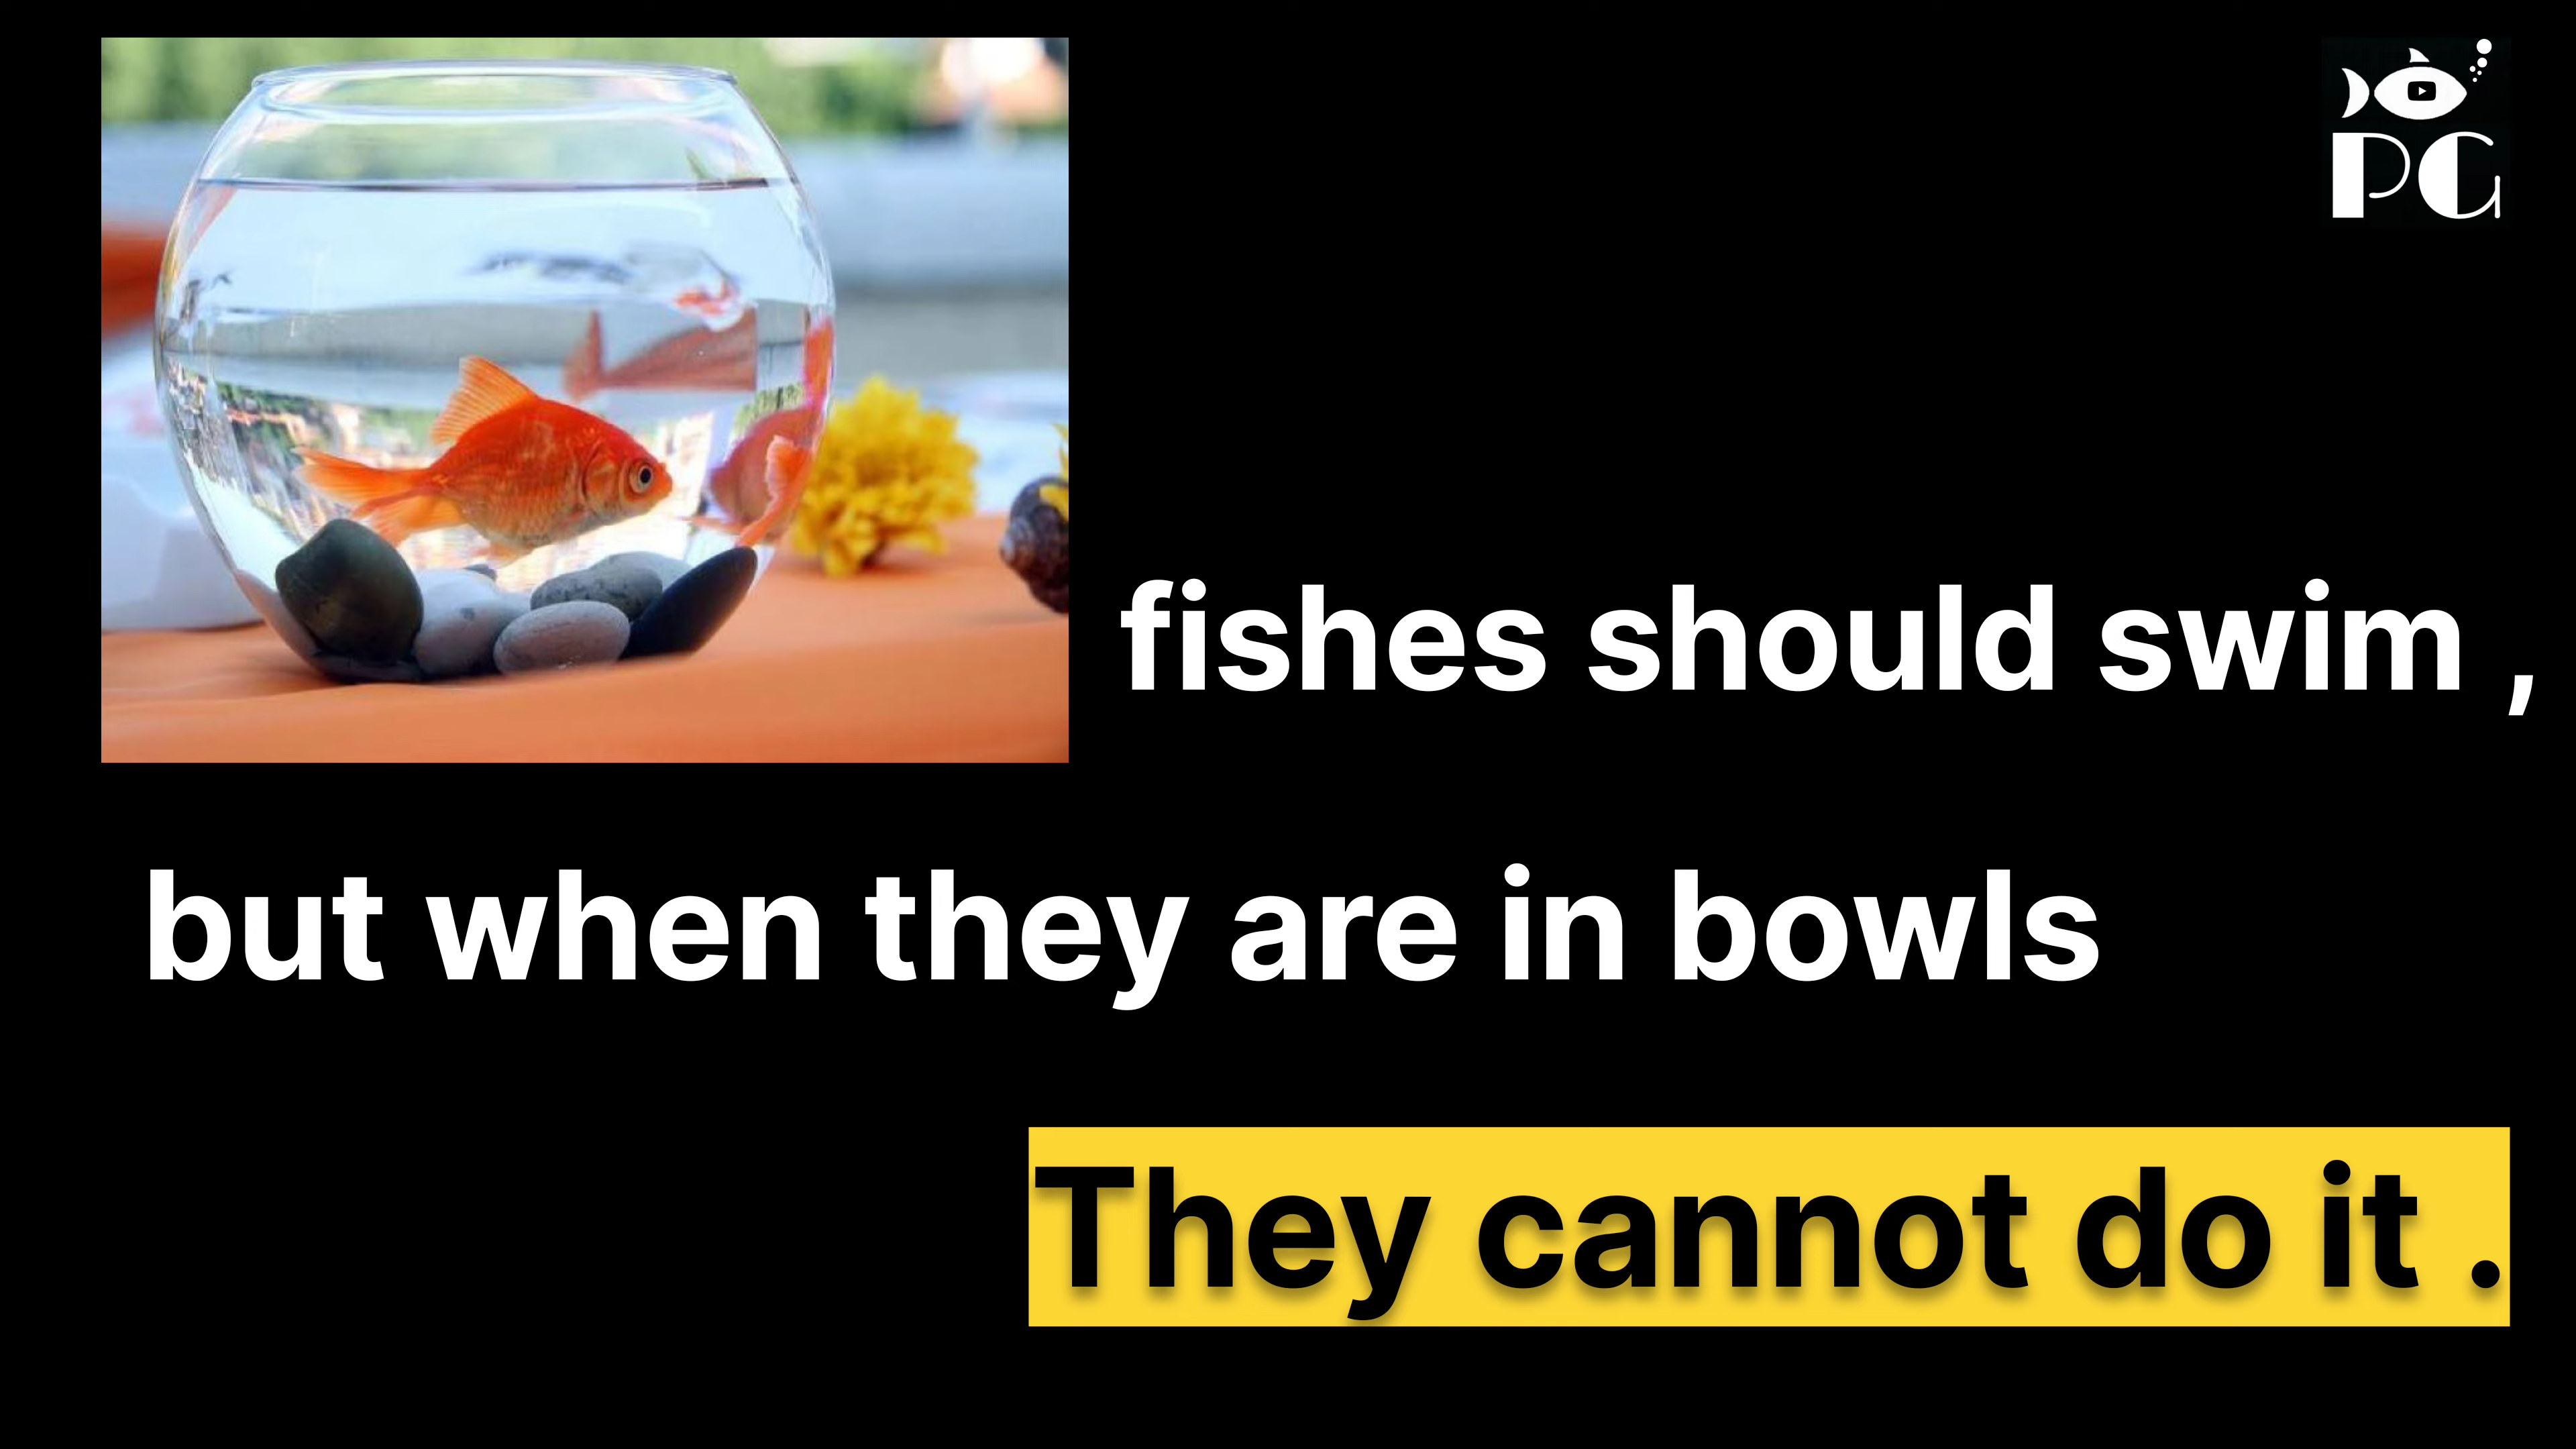 PG
fishes should swim ,
but when they are in bowls
They cannot do it .